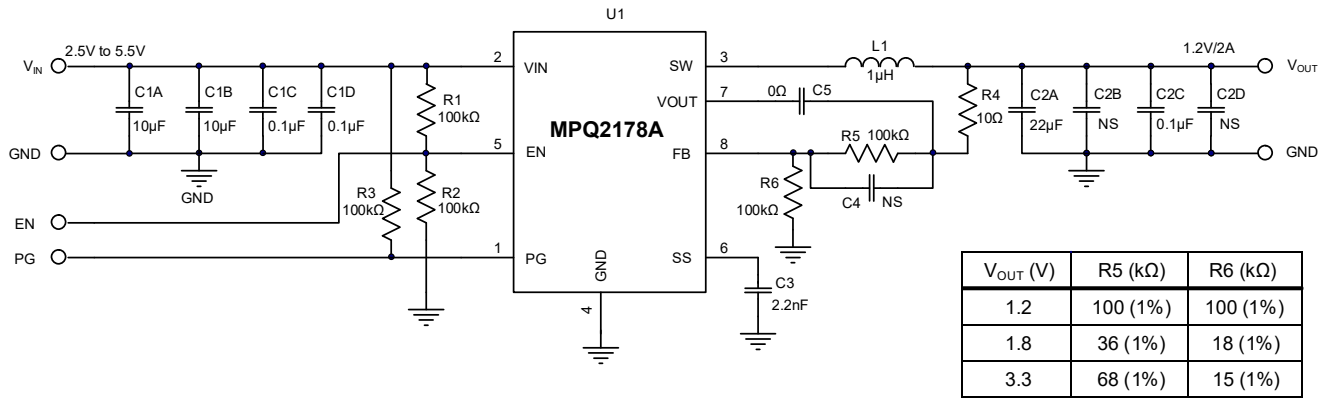 U1
2.5V to 5.5V
V_IN
2
VIN
SW
3
L1
1µH
1.2V/2A
V_OUT
C1A
10µF
C1B
10µF
C1C
0.1µF
C1D
0.1µF
R1
100kΩ
VOUT
7
0Ω
C5
R4
10Ω
C2A
22µF
C2B
NS
C2C
0.1µF
C2D
NS
MPQ2178A
GND
GND
5
EN
FB
8
R5
100kΩ
GND
R3
100kΩ
R2
100kΩ
R6
100kΩ
C4
NS
EN
PG
1
PG
GND
4
SS
6
C3
2.2nF
V_OUT (V) R5 (kΩ) R6 (kΩ)
1.2 100 (1%) 100 (1%)
1.8 36 (1%) 18 (1%)
3.3 68 (1%) 15 (1%)